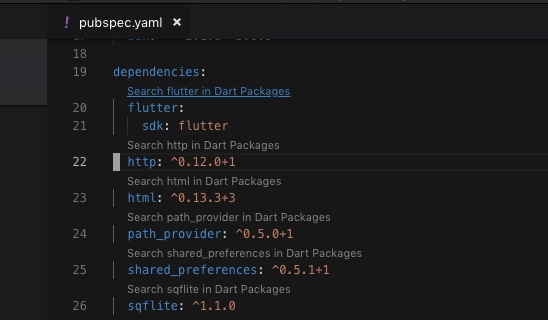 ! pubspec.yaml ×
18
19 dependencies:
Search flutter in Dart Packages
20 flutter:
21 sdk: flutter
Search http in Dart Packages
22 http: ^0.12.0+1
Search html in Dart Packages
23 html: ^0.13.3+3
Search path_provider in Dart Packages
24 path_provider: ^0.5.0+1
Search shared_preferences in Dart Packages
25 shared_preferences: ^0.5.1+1
Search sqflite in Dart Packages
26 sqflite: ^1.1.0